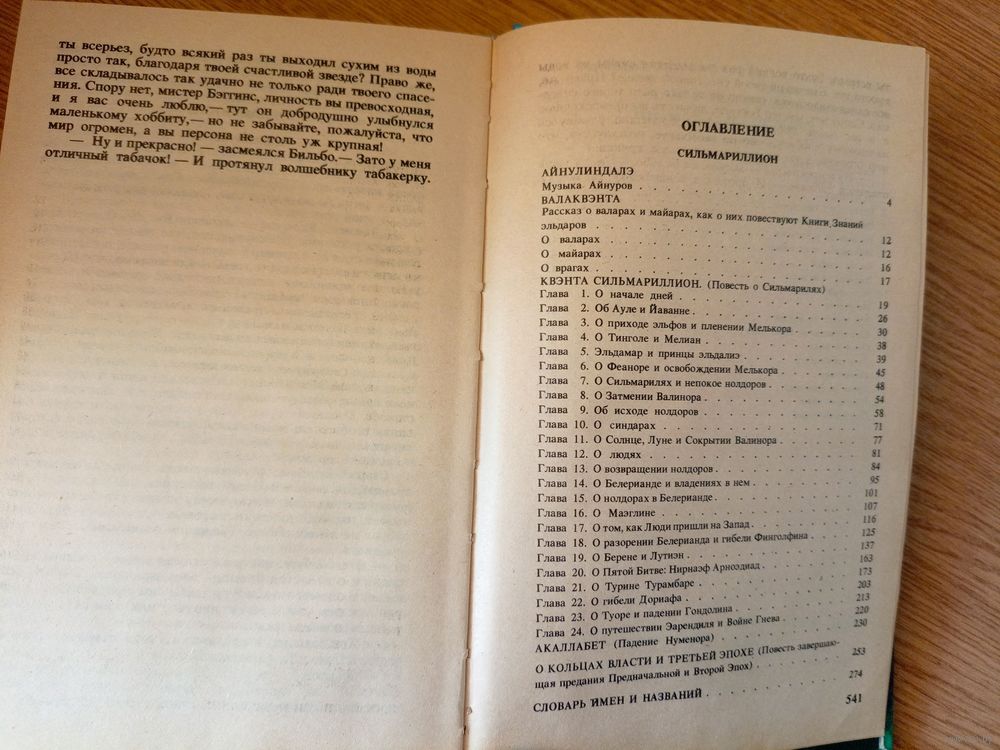 ты всерьез, будто всякий раз ты выходил сухим из воды
просто так, благодаря твоей счастливой звезде? Право же,
все складывалось так удачно не только ради твоего спасе-
ния. Спору нет, мистер Бэггинс, личность вы превосходная,
и я вас очень люблю,— тут он добродушно улыбнулся
маленькому хоббиту,— но не забывайте, пожалуйста, что
мир огромен, а вы персона не столь уж крупная!
— Ну и прекрасно! — засмеялся Бильбо.— Зато у меня
отличный табачок! — И протянул волшебнику табакерку.
ОГЛАВЛЕНИЕ
СИЛЬМАРИЛЛИОН
АЙНУЛИНДАЛЭ
Музыка Айнуров . . . . . . . . . . 4
ВАЛАКВЭНТА
Рассказ о валарах и майарах, как о них повествуют Книги Знаний
эльдаров . . . . . . . . . . 12
О валарах . . . . . . . . . . 12
О майарах . . . . . . . . . . 16
О врагах . . . . . . . . . . 17
КВЭНТА СИЛЬМАРИЛЛИОН. (Повесть о Сильмарилях)
Глава 1. О начале дней . . . . . . . . . . 19
Глава 2. Об Ауле и Йаванне . . . . . . . . . . 26
Глава 3. О приходе эльфов и пленении Мелькора . . . . . 30
Глава 4. О Тинголе и Мелиан . . . . . . . . . . 38
Глава 5. Эльдамар и принцы эльдалиэ . . . . . . . 39
Глава 6. О Феаноре и освобождении Мелькора . . . . . 45
Глава 7. О Сильмарилях и непокое нолдоров . . . . . 48
Глава 8. О Затмении Валинора . . . . . . . . . . 54
Глава 9. Об исходе нолдоров . . . . . . . . . . 58
Глава 10. О синдарах . . . . . . . . . . 71
Глава 11. О Солнце, Луне и Сокрытии Валинора . . . . . 77
Глава 12. О людях . . . . . . . . . . 81
Глава 13. О возвращении нолдоров . . . . . . . . 84
Глава 14. О Белерианде и владениях в нем . . . . . . 95
Глава 15. О нолдорах в Белерианде . . . . . . . . 101
Глава 16. О Маэглине . . . . . . . . . . 107
Глава 17. О том, как Люди пришли на Запад . . . . . . 116
Глава 18. О разорении Белерианда и гибели Финголфина . . . 125
Глава 19. О Берене и Лутиэн . . . . . . . . . . 137
Глава 20. О Пятой Битве: Нирнаэф Арноэдиад . . . . . 163
Глава 21. О Турине Турамбаре . . . . . . . . . . 173
Глава 22. О гибели Дориафа . . . . . . . . . . 203
Глава 23. О Туоре и падении Гондолина . . . . . . . 213
Глава 24. О путешествии Эарендиля и Войне Гнева . . . . 220
АКАЛЛАБЕТ (Падение Нуменора) . . . . . . . . 230
О КОЛЬЦАХ ВЛАСТИ И ТРЕТЬЕЙ ЭПОХЕ (Повесть завершаю-
щая предания Предначальной и Второй Эпох) . . . . . . 253
274
СЛОВАРЬ ИМЕН И НАЗВАНИЙ . . . . . . . . 541